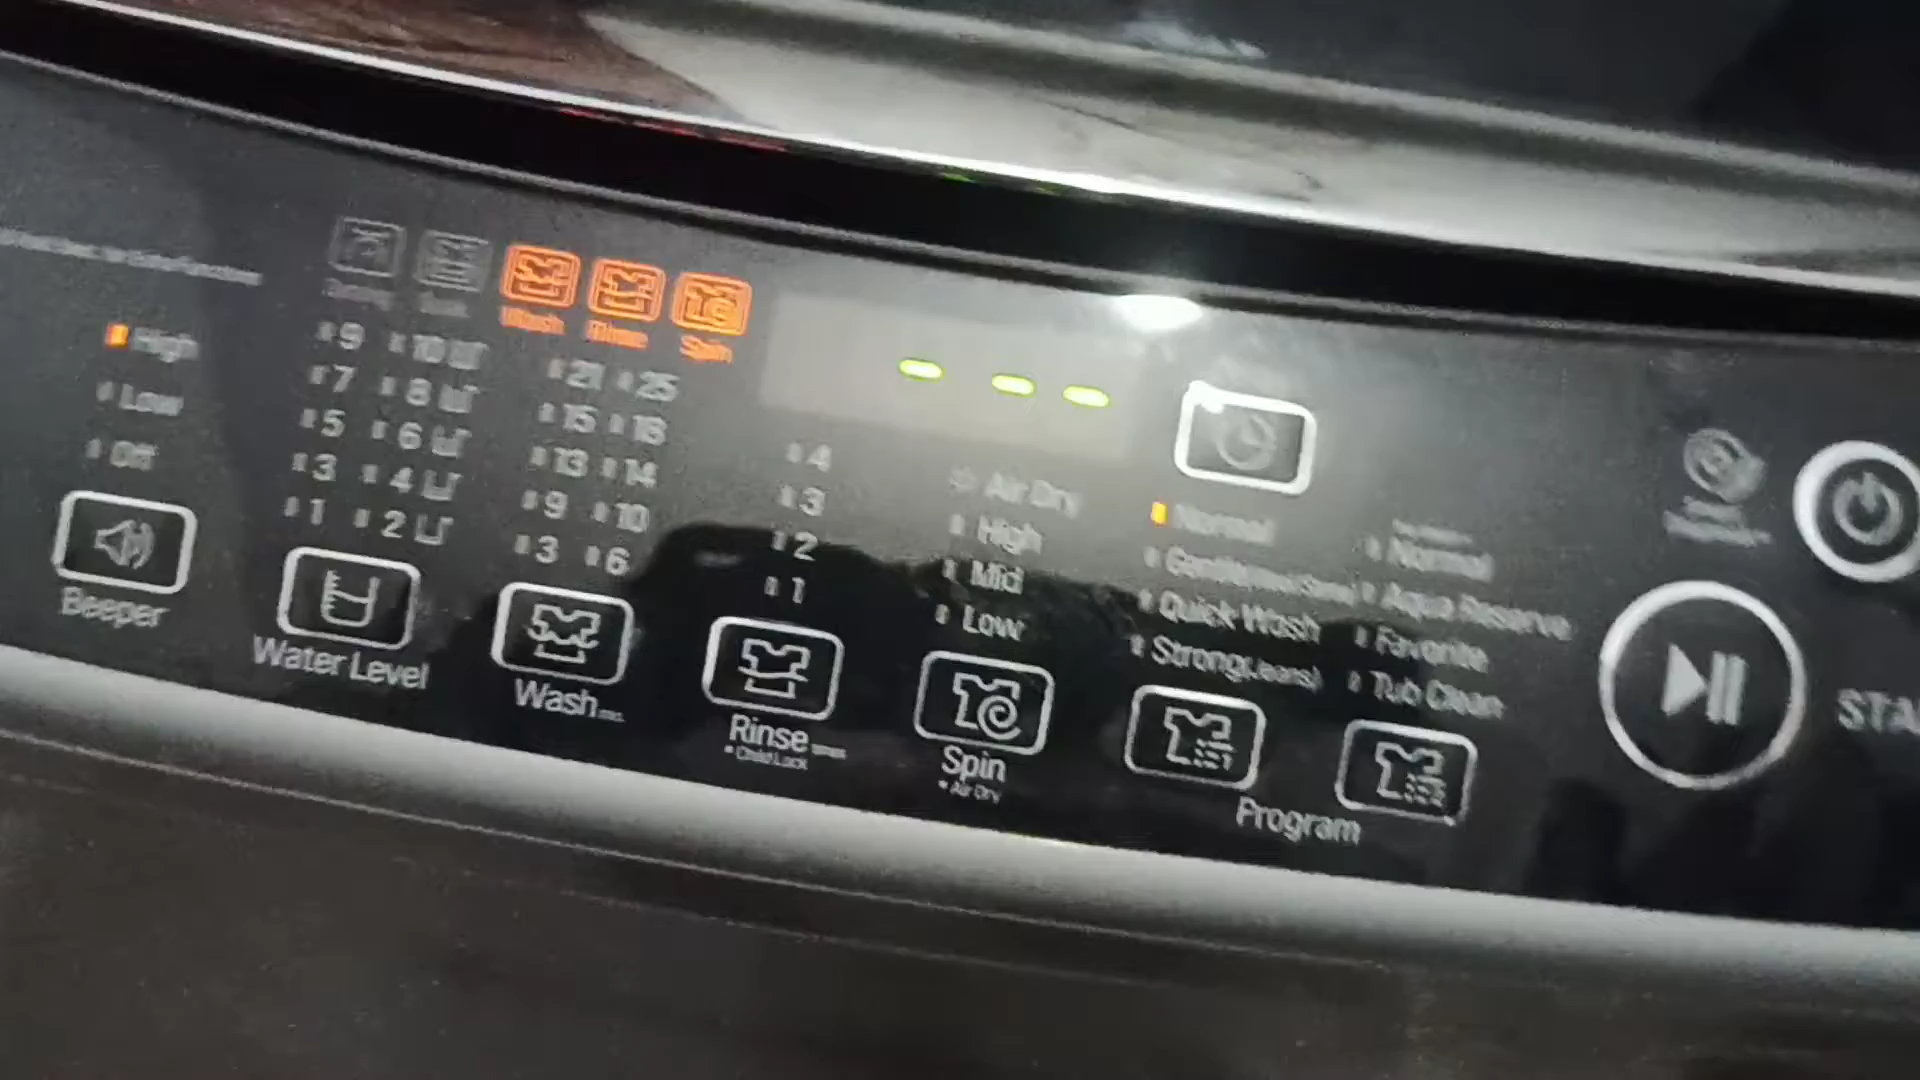 Wash Rinse Spin
High
Low
Off
Beeper
9 10
7 8
5 6
3 4
1 2
Water Level
21 25
15 18
13 14
9 10
3 6
Wash
4
3
2
1
Rinse
Child Lock
Air Dry
High
Mid
Low
Spin
Air Dry
Normal
Quick Wash
Strong(Jeans)
Normal
Aqua Reserve
Favorite
Tub Clean
Program
STA